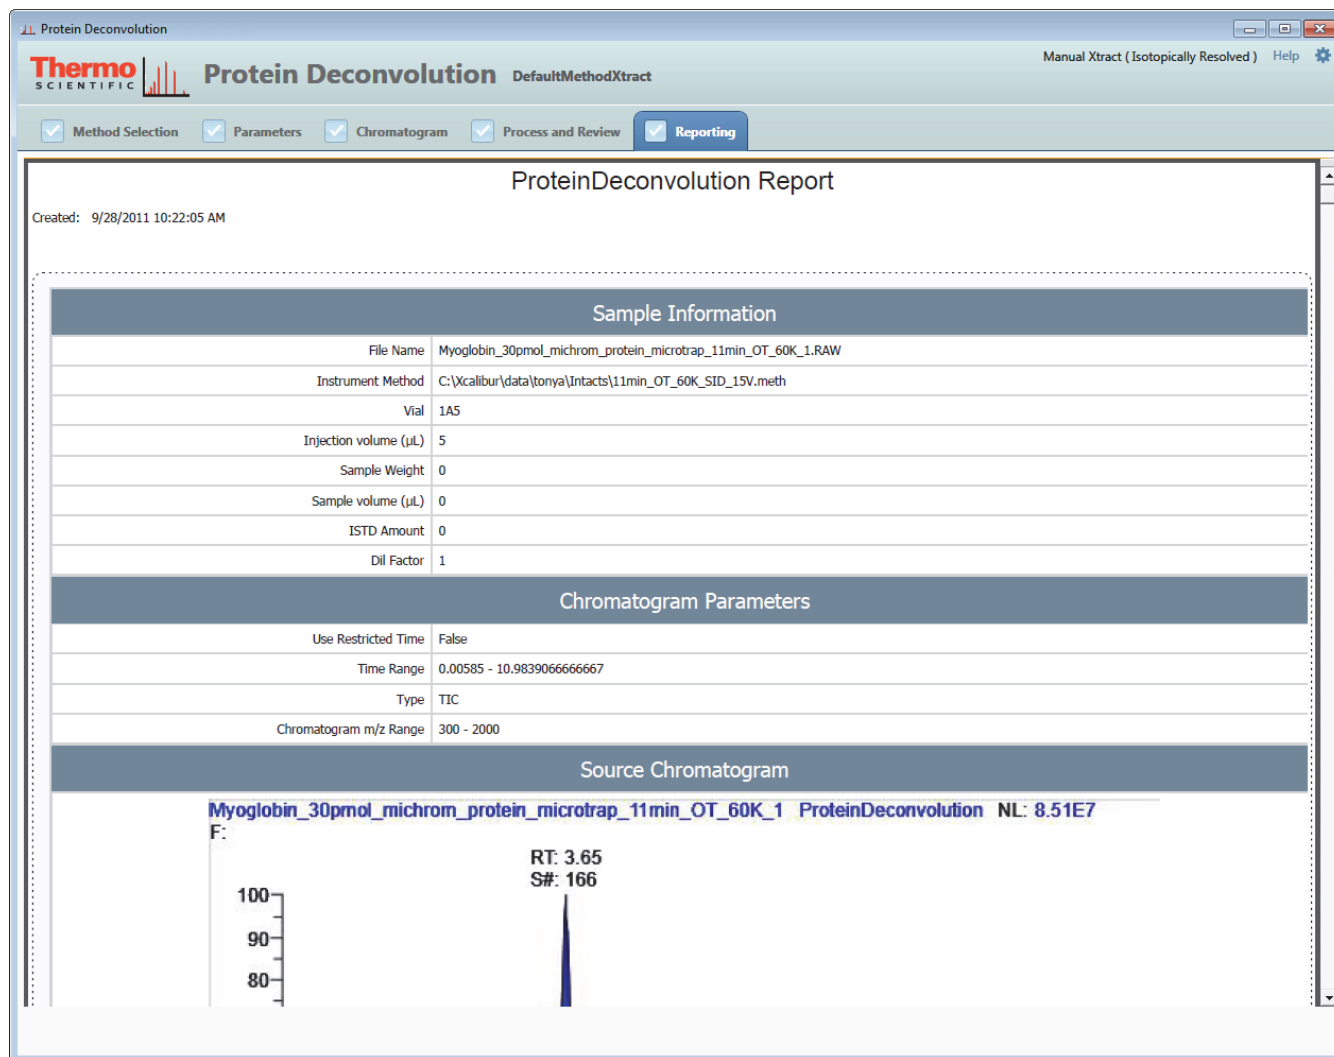 Protein Deconvolution
Thermo
SCIENTIFIC
Protein Deconvolution DefaultMethodXtract
Manual Xtract ( Isotopically Resolved ) Help
Method Selection Parameters Chromatogram Process and Review Reporting
ProteinDeconvolution Report
Created: 9/28/2011 10:22:05 AM
Sample Information
File Name Myoglobin_30pmol_michrom_protein_microtrap_11min_OT_60K_1.RAW
Instrument Method C:\Xcalibur\data\tonya\Intacts\11min_OT_60K_SID_15V.meth
Vial 1A5
Injection volume (µL) 5
Sample Weight 0
Sample volume (µL) 0
ISTD Amount 0
Dil Factor 1
Chromatogram Parameters
Use Restricted Time False
Time Range 0.00585 - 10.9839066666667
Type TIC
Chromatogram m/z Range 300 - 2000
Source Chromatogram
Myoglobin_30pmol_michrom_protein_microtrap_11min_OT_60K_1 ProteinDeconvolution NL: 8.51E7
F:
RT: 3.65
S#: 166
100
90
80